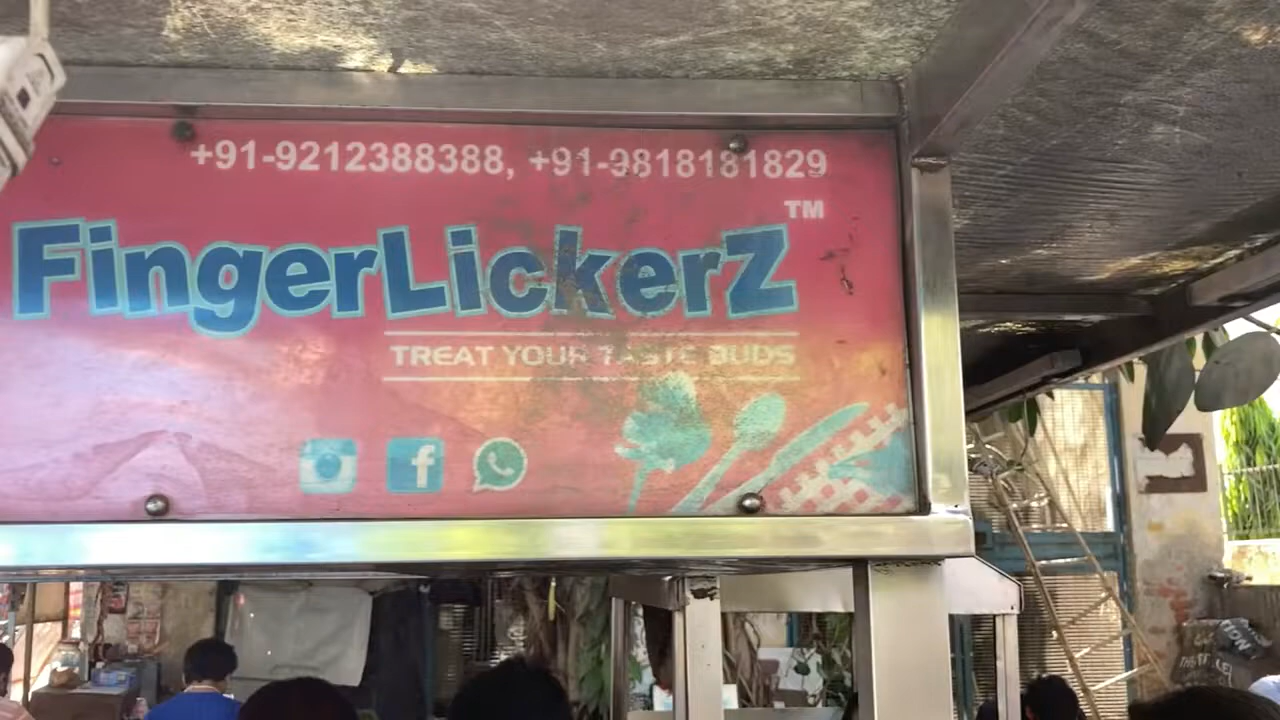 +91-9212388388, +91-9818181829
TM
FingerLickerZ
TREAT YOUR TASTE BUDS
f